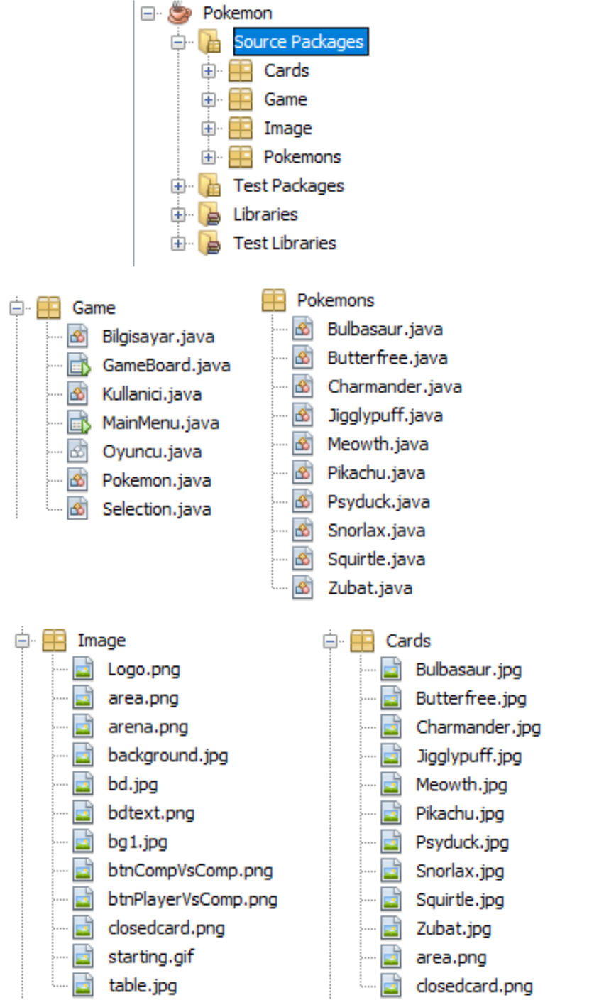 Pokemon
Source Packages
Cards
Game
Image
Pokemons
Test Packages
Libraries
Test Libraries
Game
Bilgisayar.java
GameBoard.java
Kullanici.java
MainMenu.java
Oyuncu.java
Pokemon.java
Selection.java
Pokemons
Bulbasaur.java
Butterfree.java
Charmander.java
Jigglypuff.java
Meowth.java
Pikachu.java
Psyduck.java
Snorlax.java
Squirtle.java
Zubat.java
Image
Logo.png
area.png
arena.png
background.jpg
bd.jpg
bdtext.png
bg1.jpg
btnCompVsComp.png
btnPlayerVsComp.png
closedcard.png
starting.gif
table.jpg
Cards
Bulbasaur.jpg
Butterfree.jpg
Charmander.jpg
Jigglypuff.jpg
Meowth.jpg
Pikachu.jpg
Psyduck.jpg
Snorlax.jpg
Squirtle.jpg
Zubat.jpg
area.png
closedcard.png